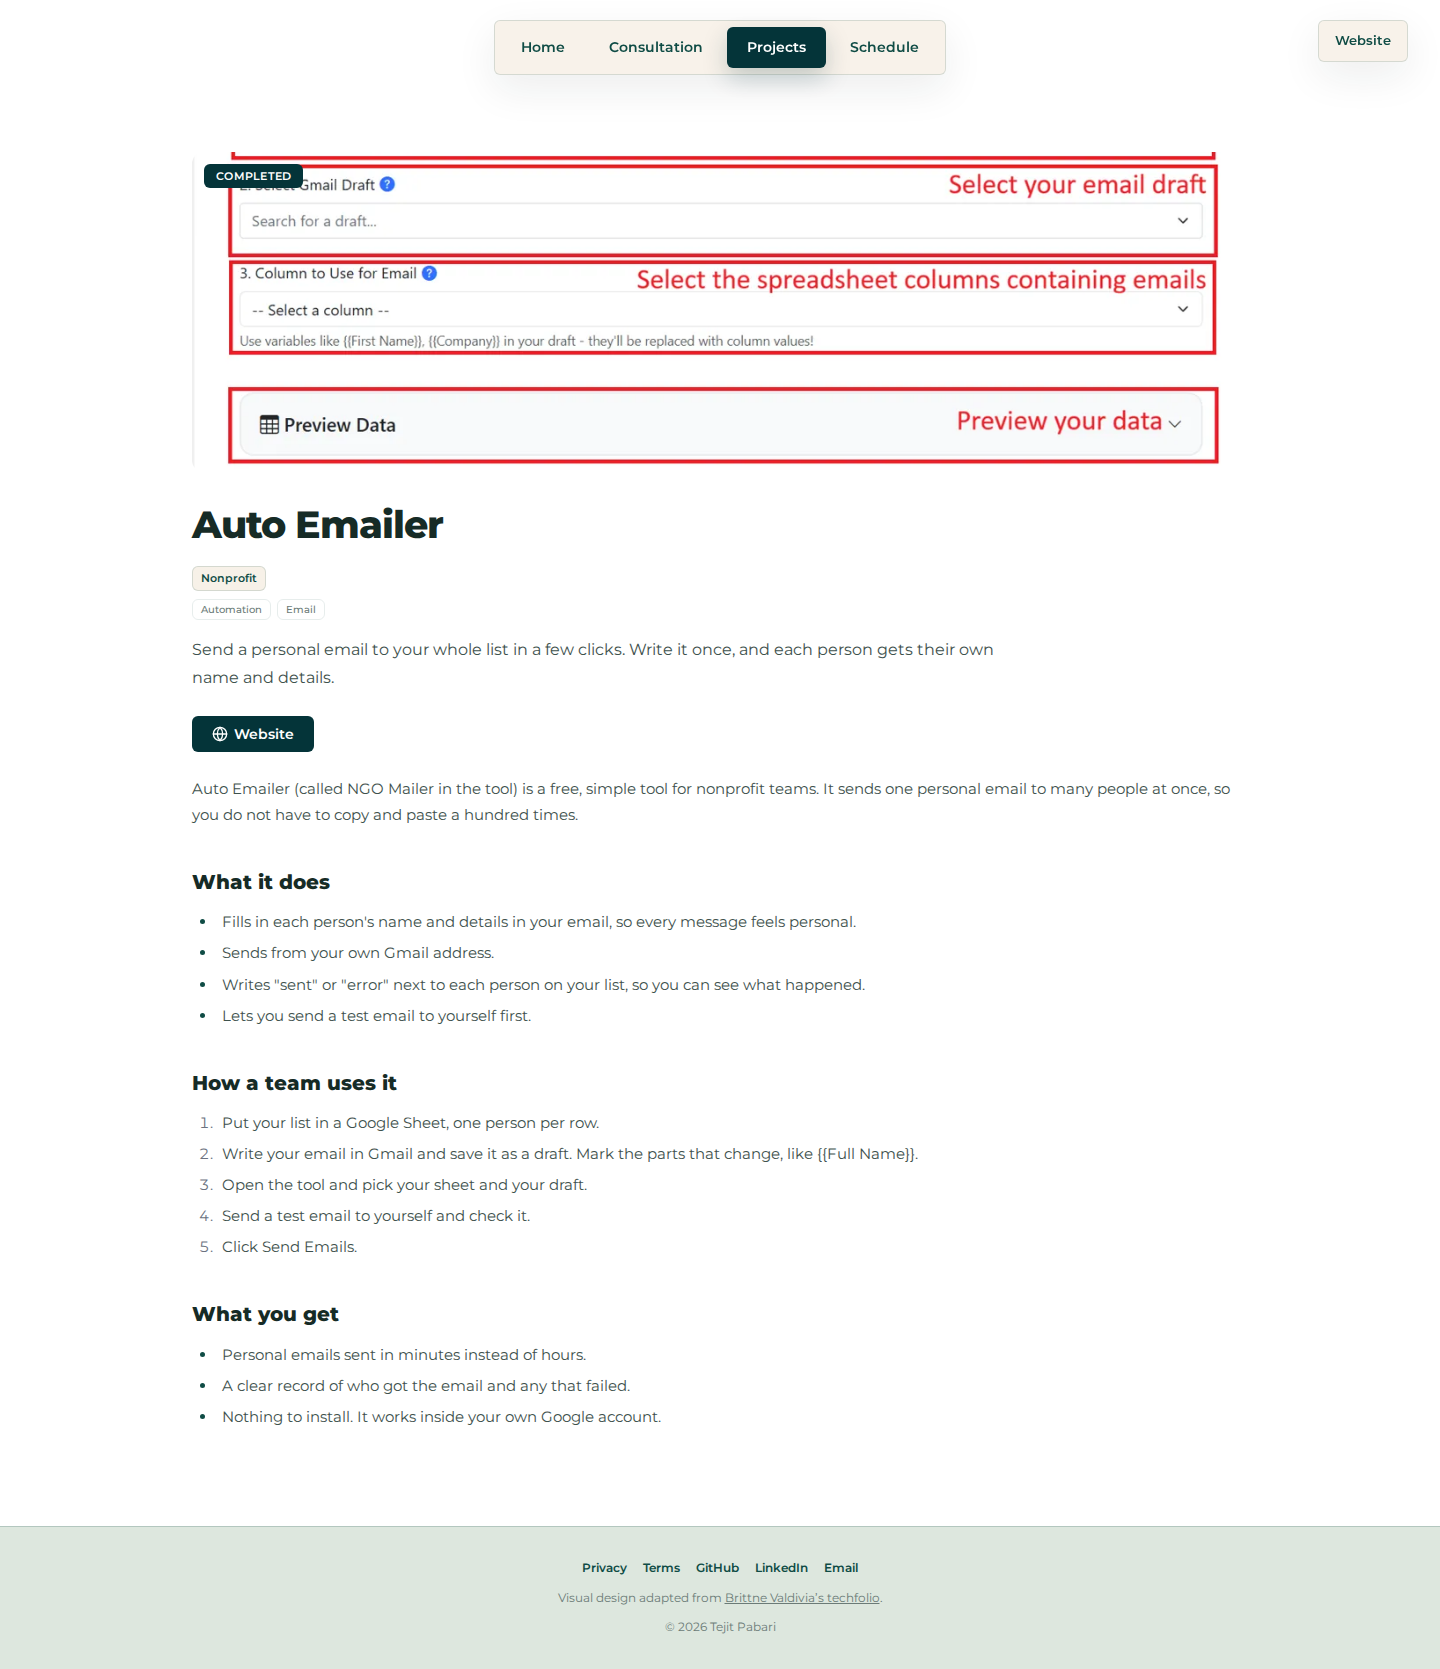 Home
Consultation
Projects
Schedule
Website
COMPLETED
Gmail Draft ?
Select your email draft
Search for a draft...
3. Column to Use for Email ?
Select the spreadsheet columns containing emails
-- Select a column --
Use variables like {{First Name}}, {{Company}} in your draft - they'll be replaced with column values!
Preview Data
Preview your data
Auto Emailer
Nonprofit
Automation
Email
Send a personal email to your whole list in a few clicks. Write it once, and each person gets their own
name and details.
Website
Auto Emailer (called NGO Mailer in the tool) is a free, simple tool for nonprofit teams. It sends one personal email to many people at once, so
you do not have to copy and paste a hundred times.
What it does
• Fills in each person's name and details in your email, so every message feels personal.
• Sends from your own Gmail address.
• Writes "sent" or "error" next to each person on your list, so you can see what happened.
• Lets you send a test email to yourself first.
How a team uses it
1. Put your list in a Google Sheet, one person per row.
2. Write your email in Gmail and save it as a draft. Mark the parts that change, like {{Full Name}}.
3. Open the tool and pick your sheet and your draft.
4. Send a test email to yourself and check it.
5. Click Send Emails.
What you get
• Personal emails sent in minutes instead of hours.
• A clear record of who got the email and any that failed.
• Nothing to install. It works inside your own Google account.
Privacy Terms GitHub LinkedIn Email
Visual design adapted from Brittne Valdivia’s techfolio.
© 2026 Tejit Pabari